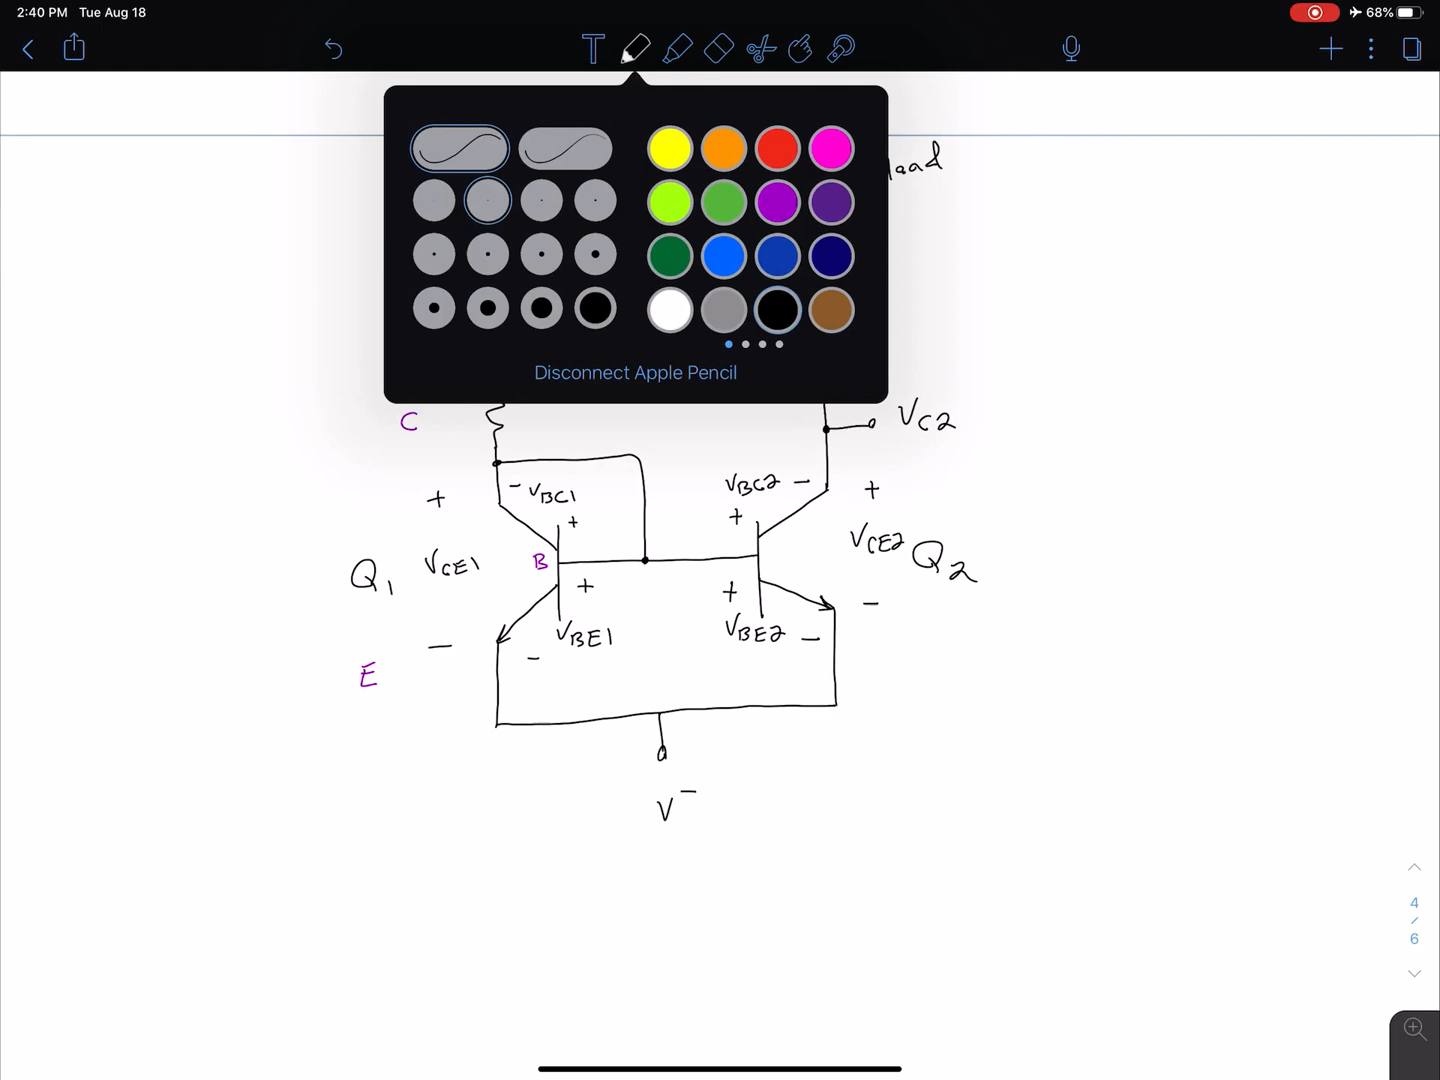 2:40 PM Tue Aug 18
68%
T
load
Disconnect Apple Pencil
C
VC2
+
- VBC1
VBC2 -
+
+
+
Q1
VCE1
B
VCE2
Q2
+
+
-
VBE1
VBE2 -
-
-
E
V-
4
/
6